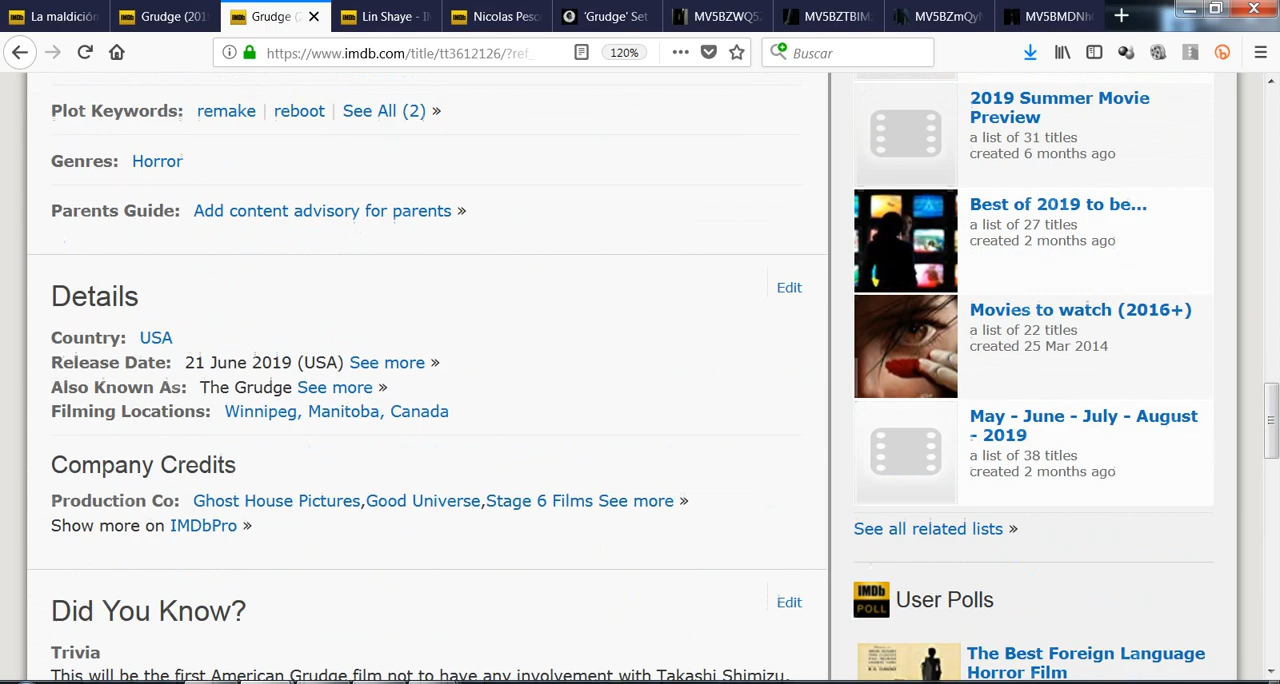 La maldición
Grudge (201
Grudge (
Lin Shaye - I
Nicolas Pesc
'Grudge' Set
MV5BZWQ5
MV5BZTBlM
MV5BZmQy
MV5BMDNh
https://www.imdb.com/title/tt3612126/?ref_
120%
Buscar
Plot Keywords: remake | reboot | See All (2) »
Genres: Horror
Parents Guide: Add content advisory for parents »
Details
Edit
Country: USA
Release Date: 21 June 2019 (USA) See more »
Also Known As: The Grudge See more »
Filming Locations: Winnipeg, Manitoba, Canada
Company Credits
Production Co: Ghost House Pictures,Good Universe,Stage 6 Films See more »
Show more on IMDbPro »
Did You Know?
Edit
Trivia
This will be the first American Grudge film not to have any involvement with Takashi Shimizu.
2019 Summer Movie
Preview
a list of 31 titles
created 6 months ago
Best of 2019 to be...
a list of 27 titles
created 2 months ago
Movies to watch (2016+)
a list of 22 titles
created 25 Mar 2014
May - June - July - August
- 2019
a list of 38 titles
created 2 months ago
See all related lists »
IMDb
POLL
User Polls
The Best Foreign Language
Horror Film